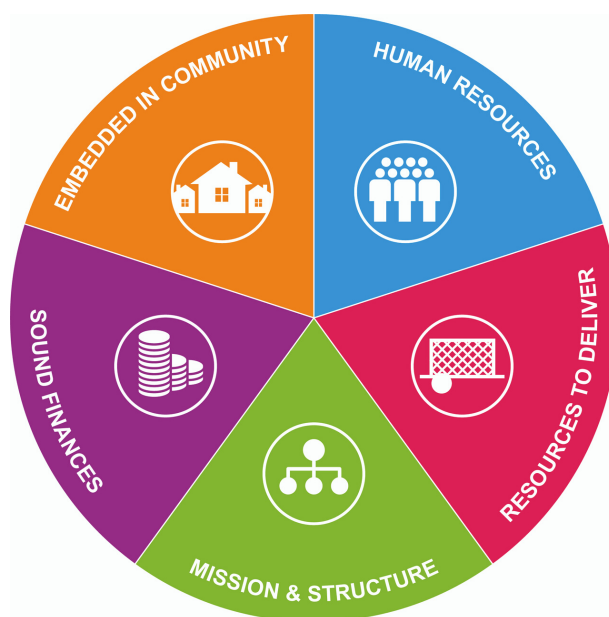 EMBEDDED IN COMMUNITY
HUMAN RESOURCES
RESOURCES TO DELIVER
MISSION & STRUCTURE
SOUND FINANCES